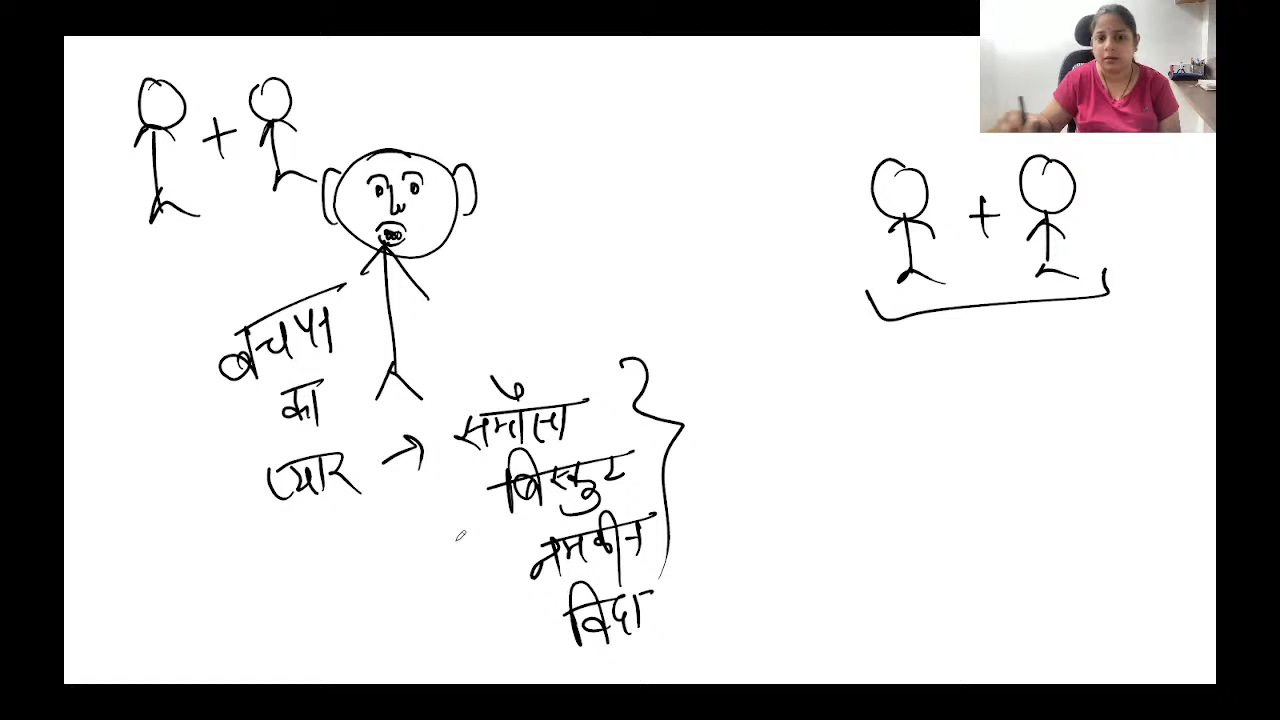 बचपन
का
प्यार →
समोसा
बिस्कुट
नमकीन
विदा
+
+